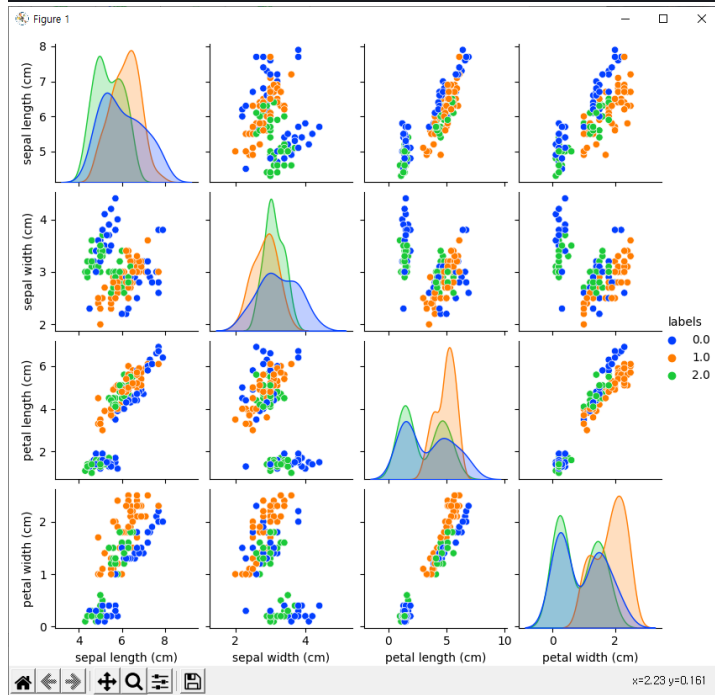 Figure 1
8
7
6
5
sepal length (cm)
4
3
2
sepal width (cm)
6
4
2
petal length (cm)
2
1
0
petal width (cm)
4 6 8
sepal length (cm)
2 4
sepal width (cm)
0 5 10
petal length (cm)
0 2
petal width (cm)
labels
0.0
1.0
2.0
x=2.23 y=0.161